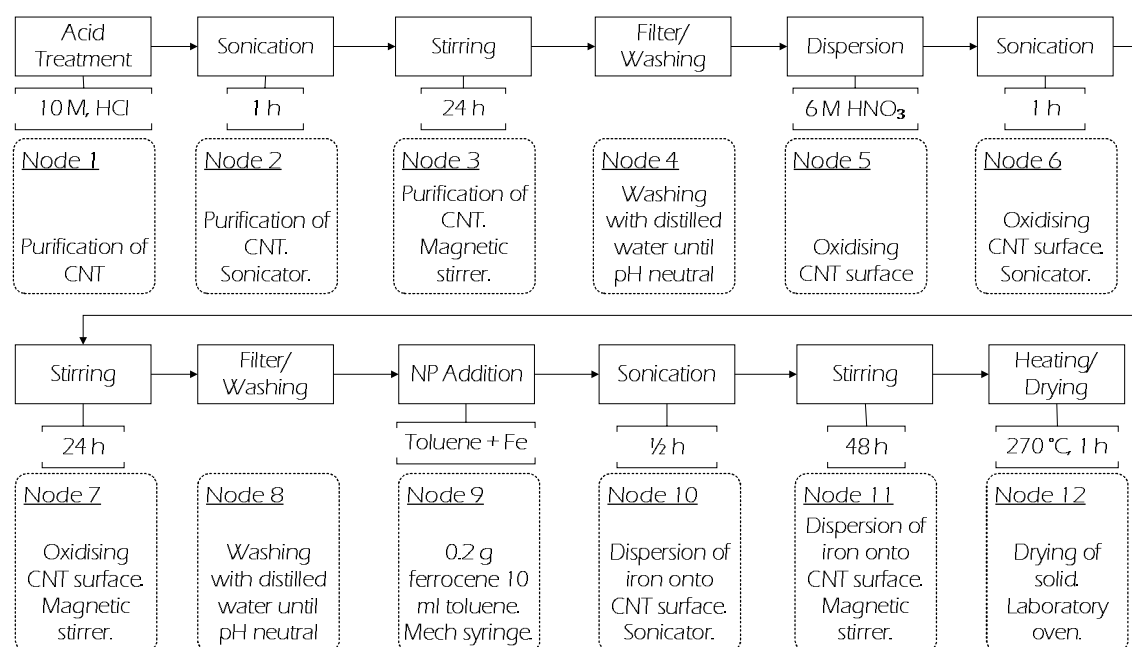 Acid
Treatment
Sonication
Stirring
Filter/
Washing
Dispersion
Sonication
10 M, HCl
1 h
24 h
6 M HNO₃
1 h
Node 1
Purification of
CNT
Node 2
Purification of
CNT.
Sonicator.
Node 3
Purification of
CNT.
Magnetic
stirrer.
Node 4
Washing
with distilled
water until
pH neutral
Node 5
Oxidising
CNT surface
Node 6
Oxidising
CNT surface.
Sonicator.
Stirring
Filter/
Washing
NP Addition
Sonication
Stirring
Heating/
Drying
24 h
Toluene + Fe
½ h
48 h
270 °C, 1 h
Node 7
Oxidising
CNT surface.
Magnetic
stirrer.
Node 8
Washing
with distilled
water until
pH neutral
Node 9
0.2 g
ferrocene 10
ml toluene.
Mech syringe.
Node 10
Dispersion of
iron onto
CNT surface.
Sonicator.
Node 11
Dispersion of
iron onto
CNT surface.
Magnetic
stirrer.
Node 12
Drying of
solid.
Laboratory
oven.